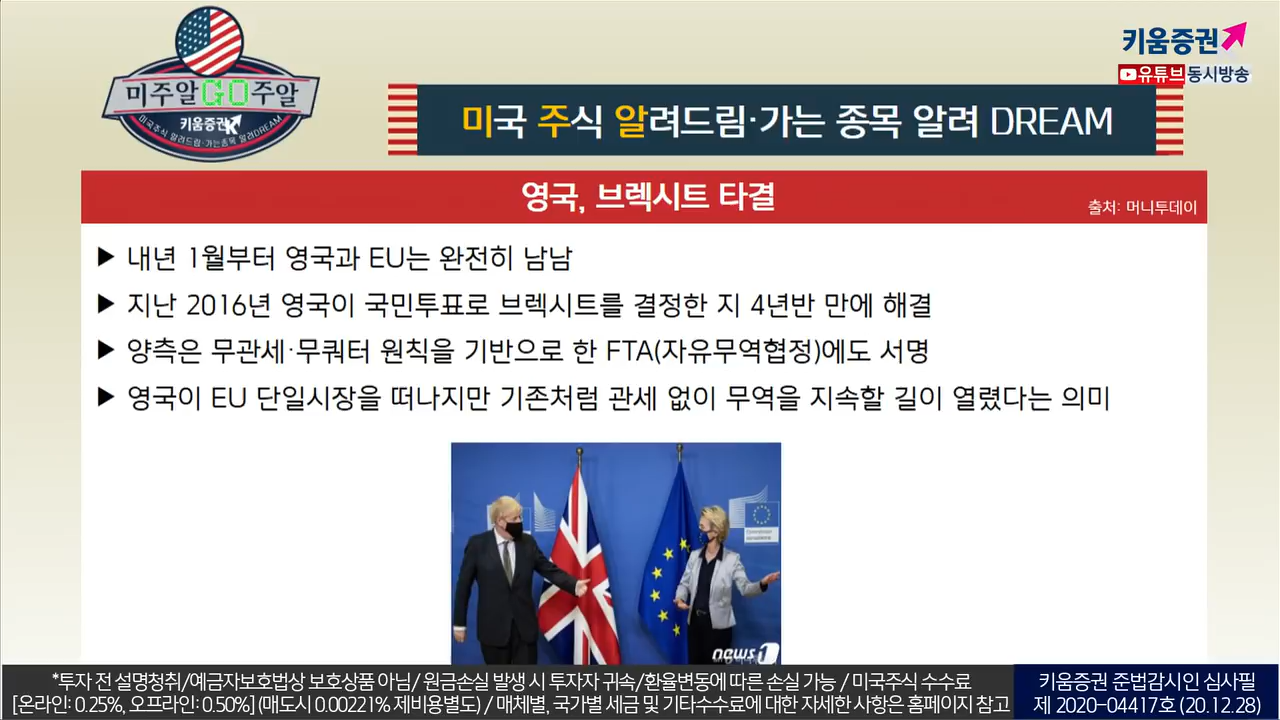 미주알GO주알
키움증권
미국주식 알려드림·가는종목 알려DREAM
키움증권
유튜브 동시방송
미국 주식 알려드림·가는 종목 알려 DREAM
영국, 브렉시트 타결
출처: 머니투데이
▶ 내년 1월부터 영국과 EU는 완전히 남남
▶ 지난 2016년 영국이 국민투표로 브렉시트를 결정한 지 4년반 만에 해결
▶ 양측은 무관세·무쿼터 원칙을 기반으로 한 FTA(자유무역협정)에도 서명
▶ 영국이 EU 단일시장을 떠나지만 기존처럼 관세 없이 무역을 지속할 길이 열렸다는 의미
news1
*투자 전 설명청취/예금자보호법상 보호상품 아님/ 원금손실 발생 시 투자자 귀속/환율변동에 따른 손실 가능 / 미국주식 수수료
[온라인: 0.25%, 오프라인: 0.50%] (매도시 0.00221% 제비용별도) / 매체별, 국가별 세금 및 기타수수료에 대한 자세한 사항은 홈페이지 참고
키움증권 준법감시인 심사필
제 2020-04417호 (20.12.28)